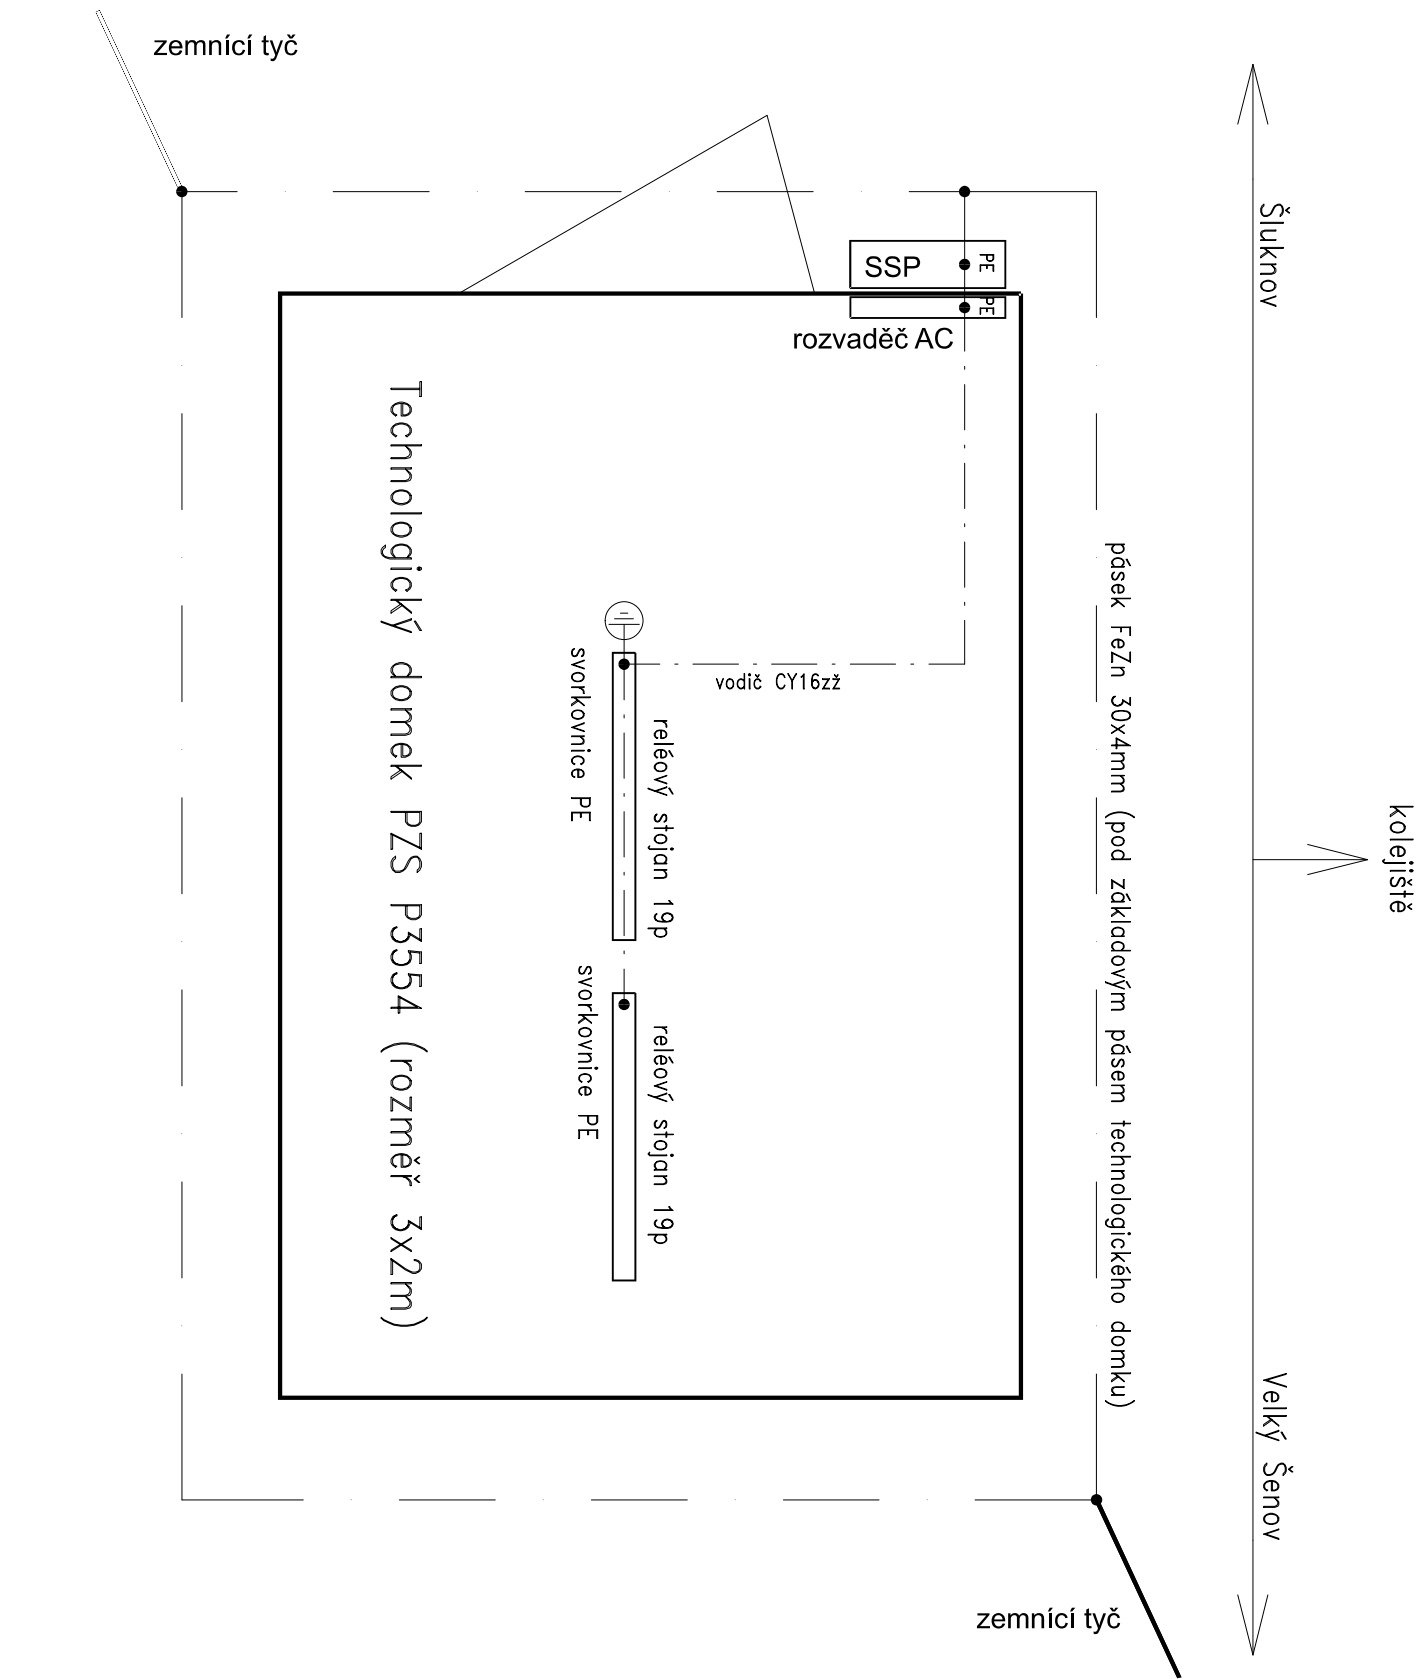 zemnící tyč
Šluknov
SSP
PE
PE
rozvaděč AC
Technologický domek PZS P3554 (rozměr 3x2m)
pásek FeZn 30x4mm (pod základovým pásem technologického domku)
vodič CY16zž
svorkovnice PE
reléový stojan 19p
svorkovnice PE
reléový stojan 19p
kolejiště
Velký Šenov
zemnící tyč